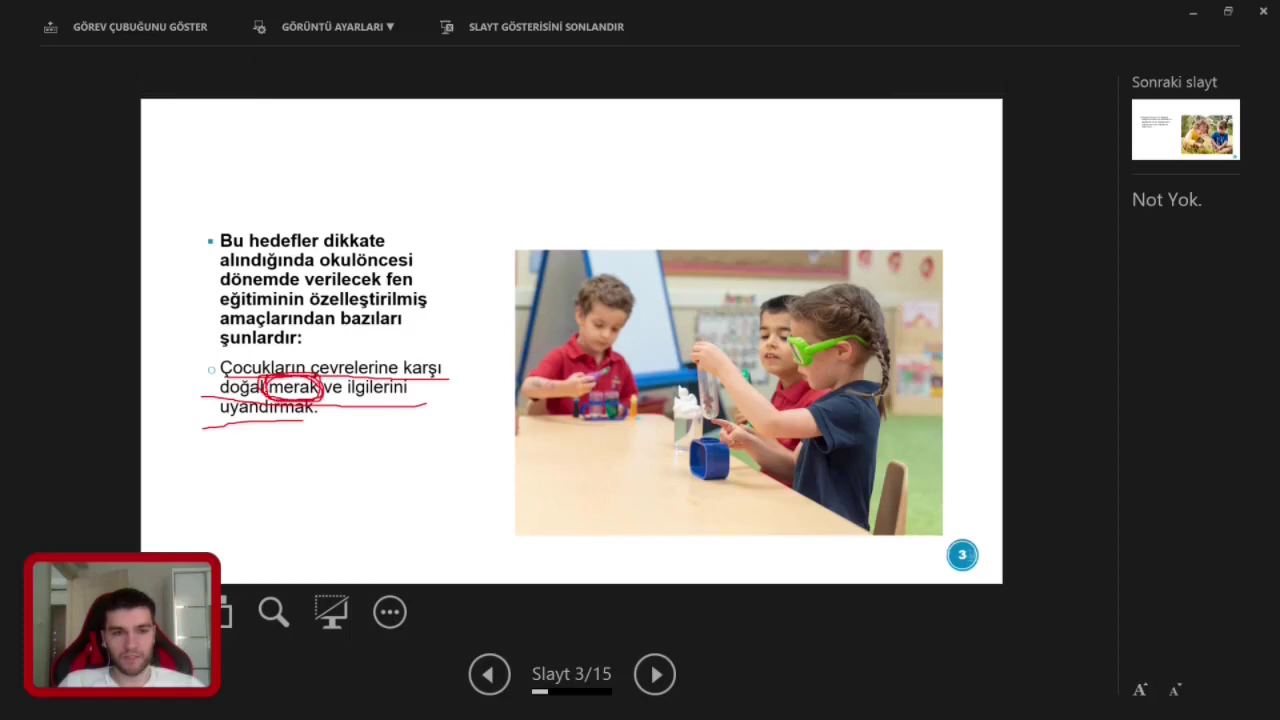 GÖREV ÇUBUĞUNU GÖSTER
GÖRÜNTÜ AYARLARI ▼
SLAYT GÖSTERİSİNİ SONLANDIR
Sonraki slayt
Not Yok.
▪ Bu hedefler dikkate
alındığında okulöncesi
dönemde verilecek fen
eğitiminin özelleştirilmiş
amaçlarından bazıları
şunlardır:
○ Çocukların çevrelerine karşı
doğal merak ve ilgilerini
uyandırmak.
3
Slayt 3/15
A
A